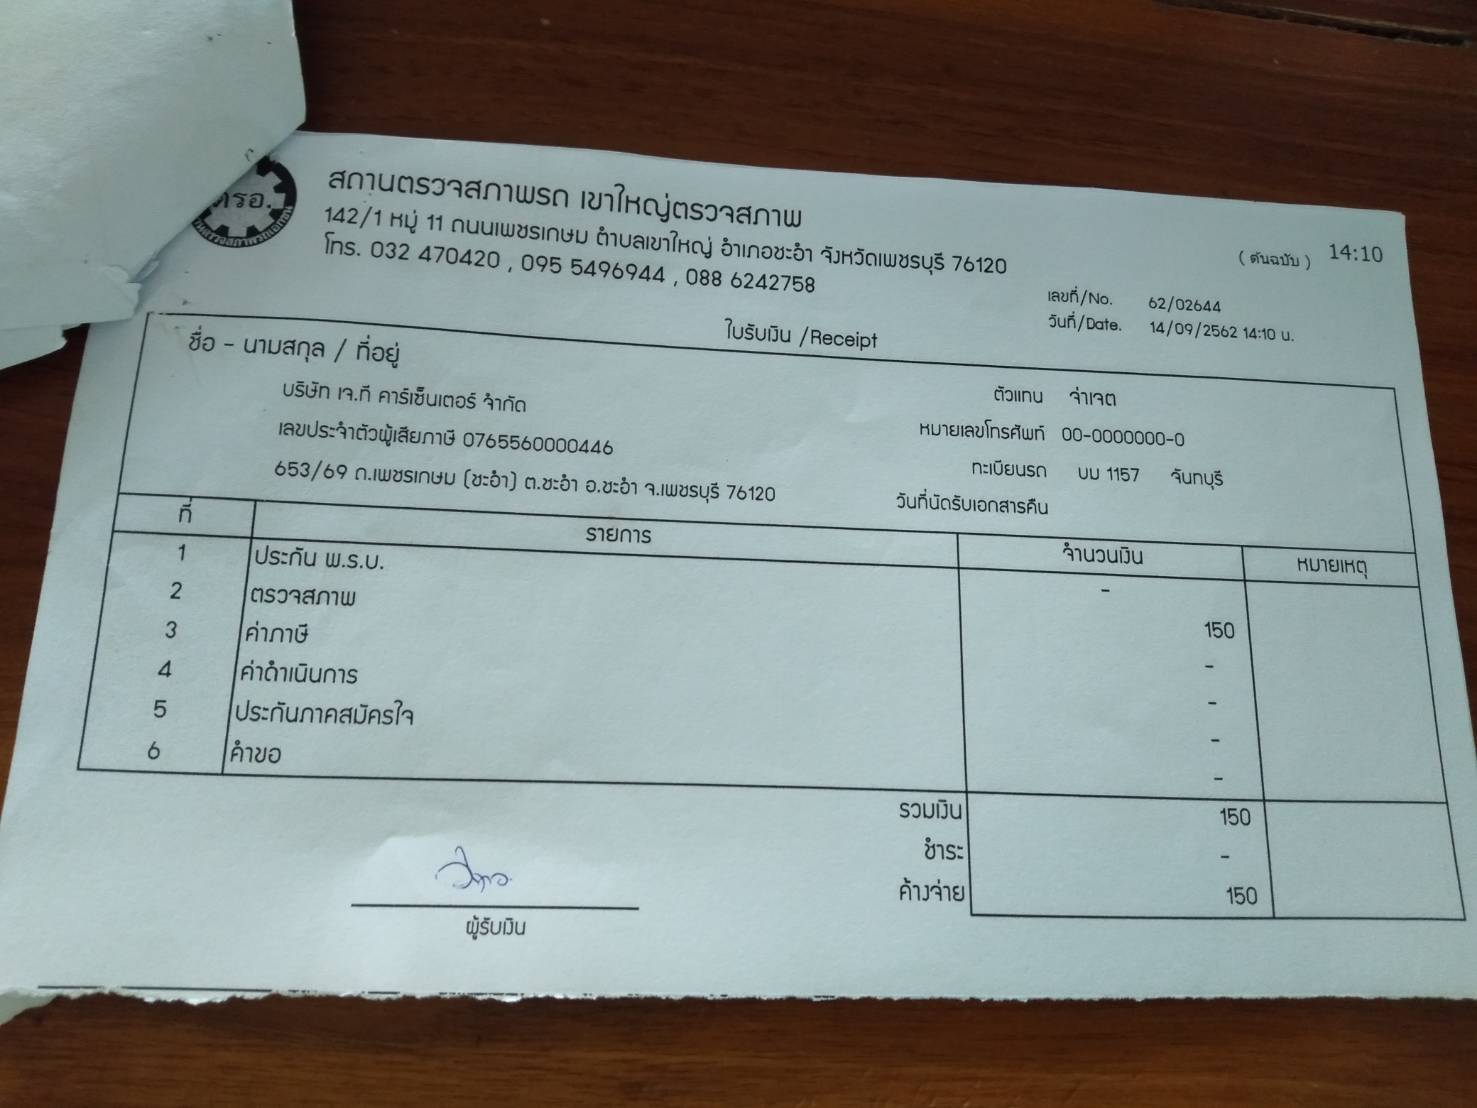 ตรอ.
สถานตรวจสภาพรถ เขาใหญ่ตรวจสภาพ
142/1 หมู่ 11 ถนนเพชรเกษม ตำบลเขาใหญ่ อำเภอชะอำ จังหวัดเพชรบุรี 76120
โทร. 032 470420 , 095 5496944 , 088 6242758
( ต้นฉบับ ) 14:10
เลขที่/No. 62/02644
วันที่/Date. 14/09/2562 14:10 น.
ใบรับเงิน /Receipt
ชื่อ - นามสกุล / ที่อยู่
บริษัท เจ.ที คาร์เซ็นเตอร์ จำกัด
เลขประจำตัวผู้เสียภาษี 0765560000446
653/69 ถ.เพชรเกษม (ชะอำ) ต.ชะอำ อ.ชะอำ จ.เพชรบุรี 76120
ตัวแทน จ่าเจต
หมายเลขโทรศัพท์ 00-0000000-0
ทะเบียนรถ บบ 1157 จันทบุรี
วันที่นัดรับเอกสารคืน
ที่ รายการ จำนวนเงิน หมายเหตุ
1 ประกัน พ.ร.บ. -
2 ตรวจสภาพ 150
3 ค่าภาษี -
4 ค่าดำเนินการ -
5 ประกันภาคสมัครใจ -
6 คำขอ -
รวมเงิน 150
ชำระ -
ค้างจ่าย 150
ผู้รับเงิน